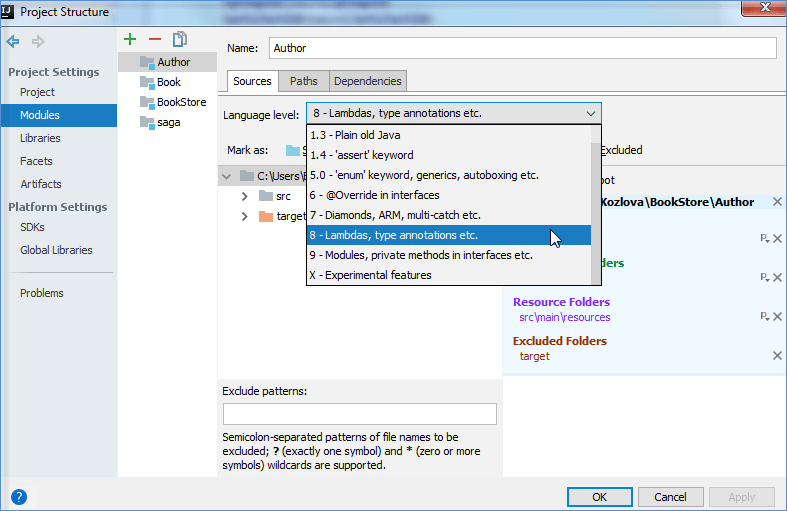 IJ Project Structure
Project Settings
Project
Modules
Libraries
Facets
Artifacts
Platform Settings
SDKs
Global Libraries
Problems
Author
Book
BookStore
saga
Name: Author
Sources Paths Dependencies
Language level: 8 - Lambdas, type annotations etc.
1.3 - Plain old Java
1.4 - 'assert' keyword
5.0 - 'enum' keyword, generics, autoboxing etc.
6 - @Override in interfaces
7 - Diamonds, ARM, multi-catch etc.
8 - Lambdas, type annotations etc.
9 - Modules, private methods in interfaces etc.
X - Experimental features
Mark as: Excluded
C:\Users\
src
target
Kozlova\BookStore\Author
Resource Folders
src\main\resources
Excluded Folders
target
Exclude patterns:
Semicolon-separated patterns of file names to be
excluded; ? (exactly one symbol) and * (zero or more
symbols) wildcards are supported.
?
OK Cancel Apply